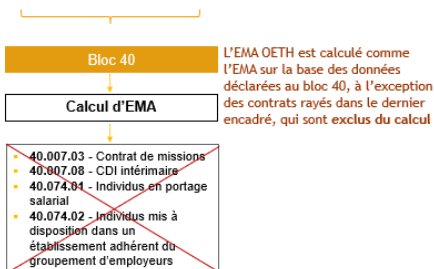 Bloc 40
L'EMA OETH est calculé comme
l'EMA sur la base des données
déclarées au bloc 40, à l'exception
des contrats rayés dans le dernier
encadré, qui sont exclus du calcul
Calcul d'EMA
40.007.03 - Contrat de missions
40.007.08 - CDI intérimaire
40.074.01 - Individus en portage
salarial
40.074.02 - Individus mis à
disposition dans un
établissement adhérent du
groupement d'employeurs